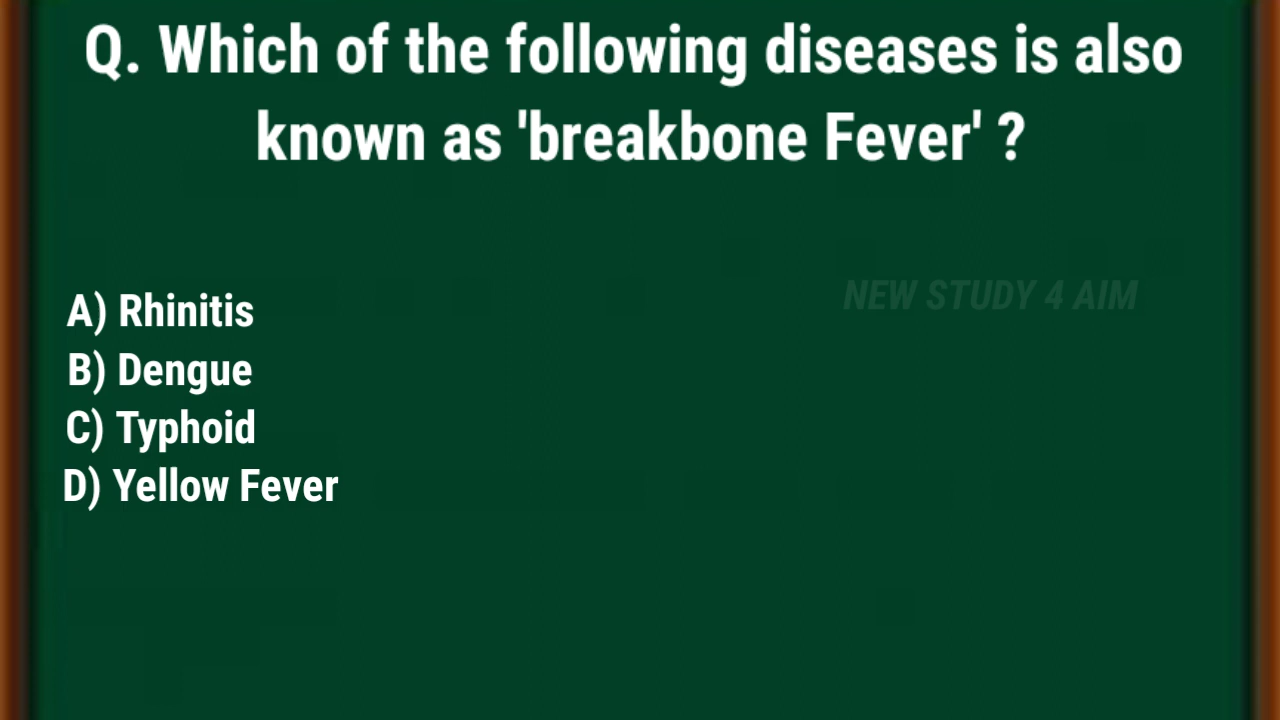 Q. Which of the following diseases is also
known as 'breakbone Fever' ?
NEW STUDY 4 AIM
A) Rhinitis
B) Dengue
C) Typhoid
D) Yellow Fever